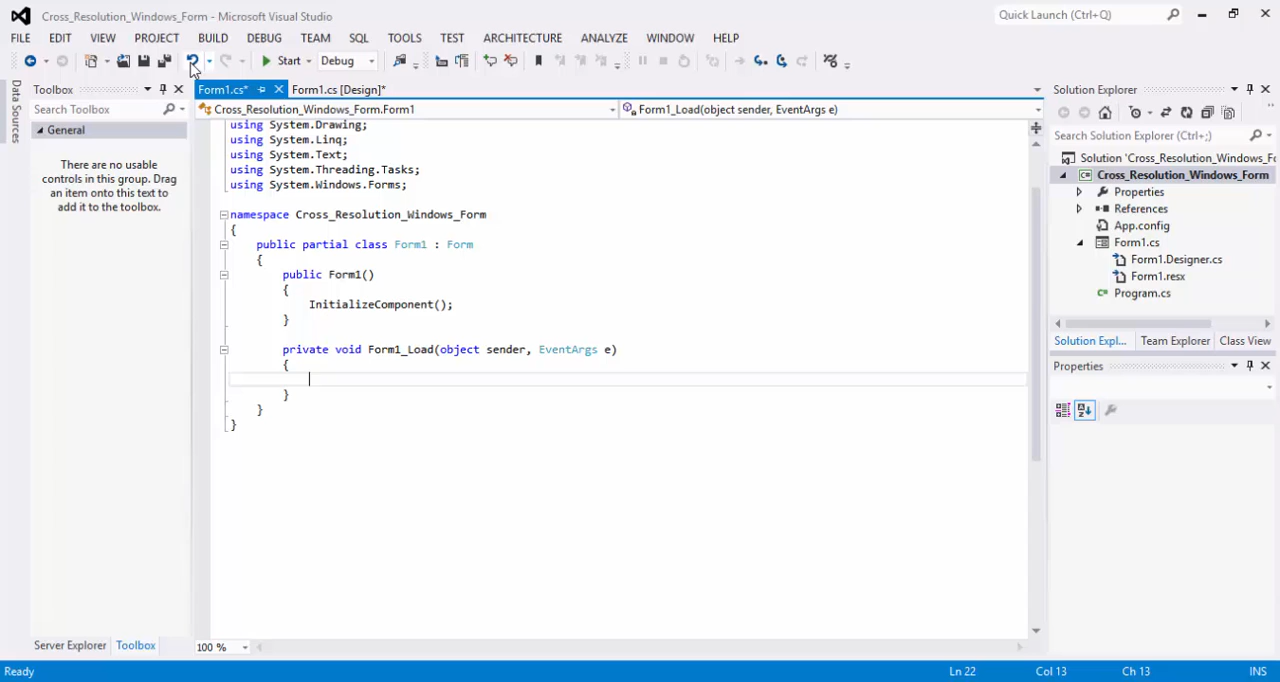 Cross_Resolution_Windows_Form - Microsoft Visual Studio
Quick Launch (Ctrl+Q)
FILE EDIT VIEW PROJECT BUILD DEBUG TEAM SQL TOOLS TEST ARCHITECTURE ANALYZE WINDOW HELP
Start Debug
Data Sources
Toolbox
Search Toolbox
General
There are no usable
controls in this group. Drag
an item onto this text to
add it to the toolbox.
Server Explorer Toolbox
Form1.cs* Form1.cs [Design]*
Cross_Resolution_Windows_Form.Form1 Form1_Load(object sender, EventArgs e)
using System.Drawing;
using System.Linq;
using System.Text;
using System.Threading.Tasks;
using System.Windows.Forms;
namespace Cross_Resolution_Windows_Form
{
public partial class Form1 : Form
{
public Form1()
{
InitializeComponent();
}
private void Form1_Load(object sender, EventArgs e)
{
}
}
}
100 %
Solution Explorer
Search Solution Explorer (Ctrl+;)
Solution 'Cross_Resolution_Windows_Fo
Cross_Resolution_Windows_Form
Properties
References
App.config
Form1.cs
Form1.Designer.cs
Form1.resx
Program.cs
Solution Expl... Team Explorer Class View
Properties
Ready Ln 22 Col 13 Ch 13 INS